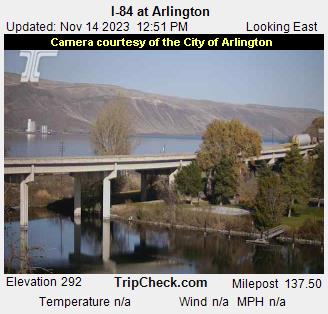 I-84 at Arlington
Updated: Nov 14 2023 12:51 PM Looking East
Camera courtesy of the City of Arlington
Elevation 292 TripCheck.com Milepost 137.50
Temperature n/a Wind n/a MPH n/a